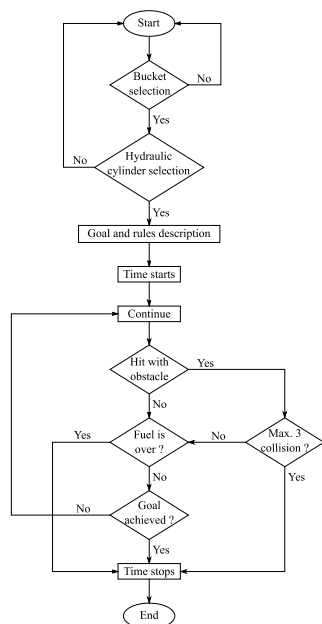 Start
Bucket
selection
No
Yes
Hydraulic
cylinder selection
No
Yes
Goal and rules description
Time starts
Continue
Hit with
obstacle
Yes
No
Fuel is
over ?
Yes
No
Max. 3
collision ?
Yes
No
Goal
achieved ?
No
Yes
Time stops
End